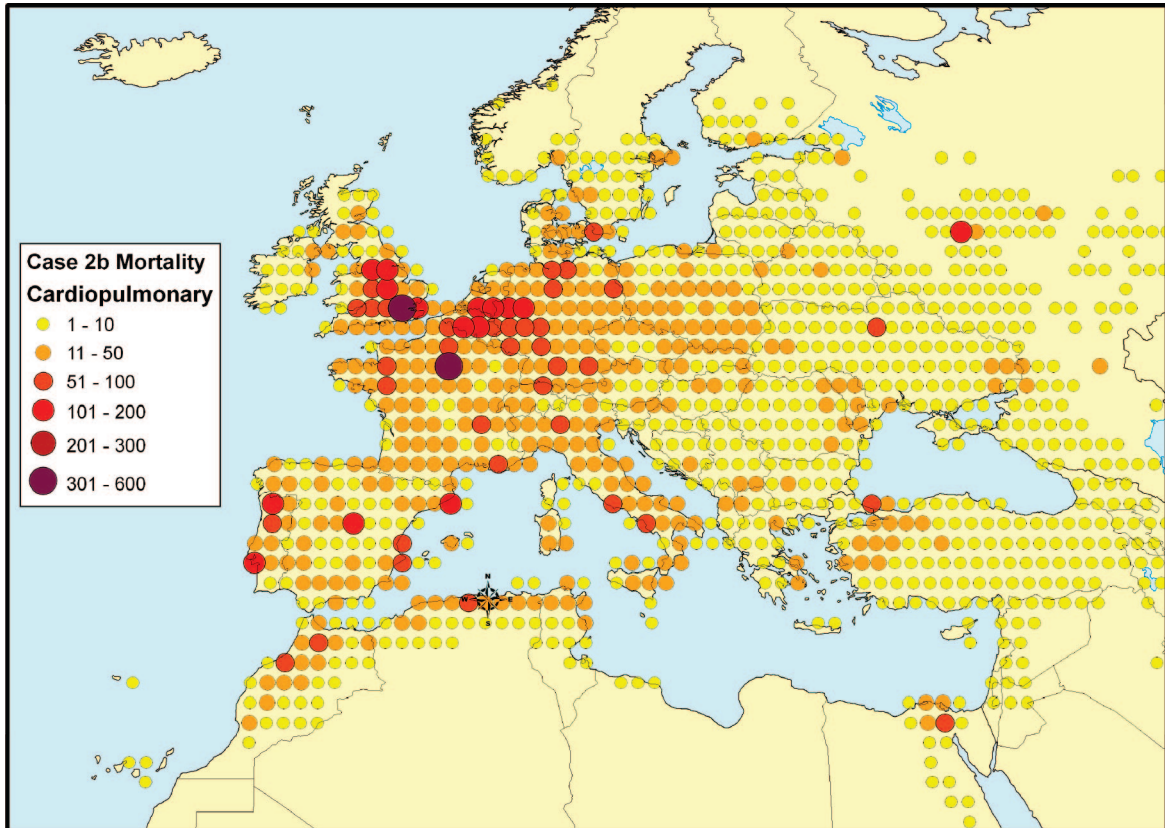 Case 2b Mortality
Cardiopulmonary
1 - 10
11 - 50
51 - 100
101 - 200
201 - 300
301 - 600
N
W E
S